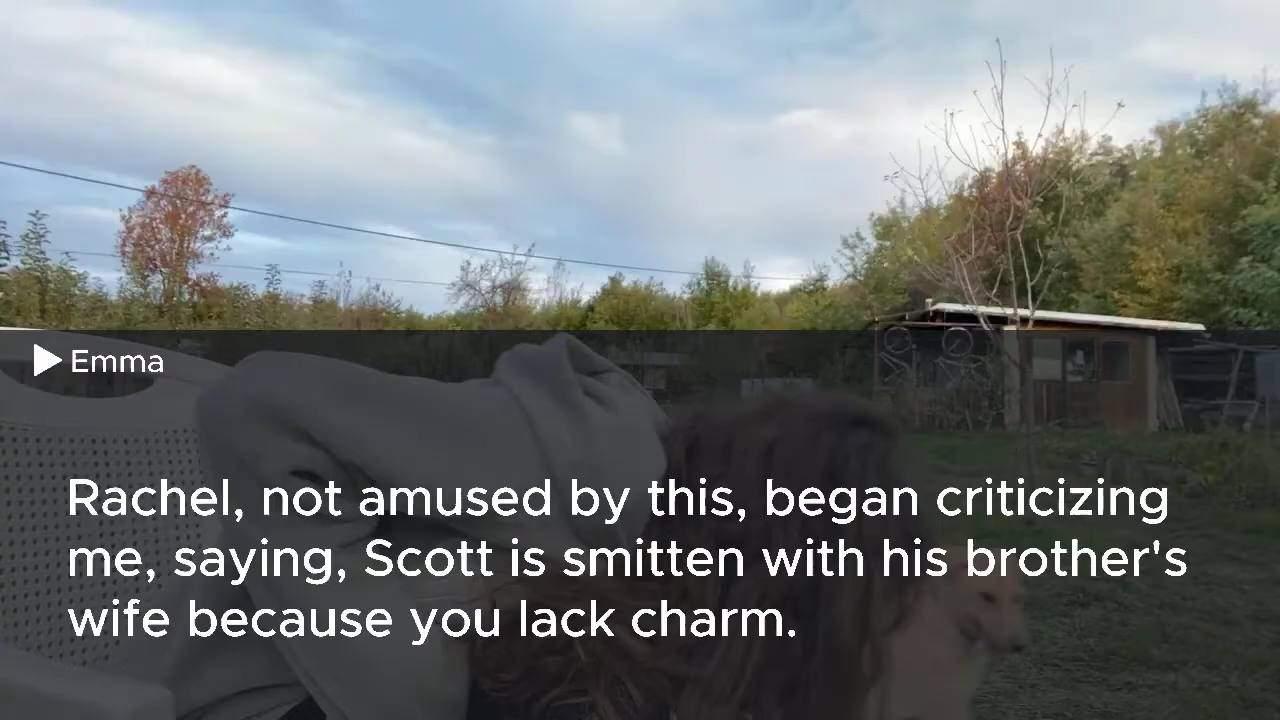 Emma
Rachel, not amused by this, began criticizing
me, saying, Scott is smitten with his brother's
wife because you lack charm.